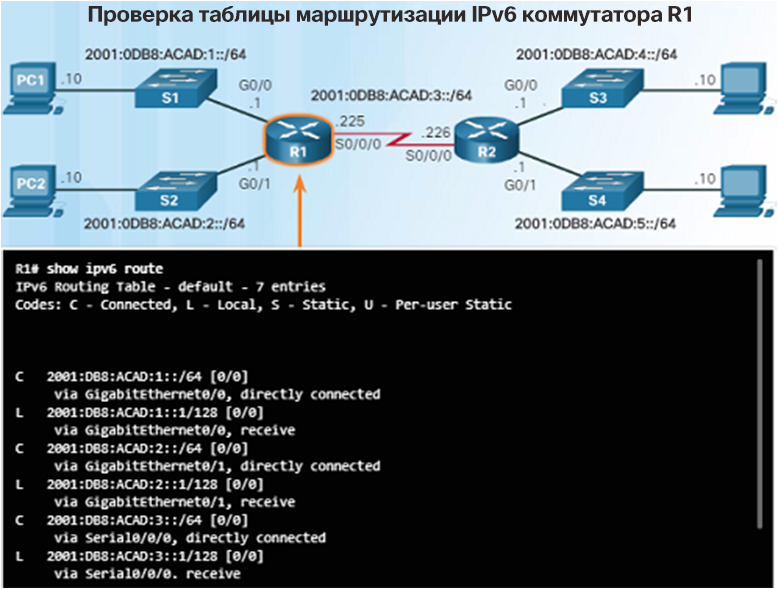 Проверка таблицы маршрутизации IPv6 коммутатора R1
2001:0DB8:ACAD:1::/64
2001:0DB8:ACAD:4::/64
PC1
.10
S1
G0/0
.1
2001:0DB8:ACAD:3::/64
G0/0
.1
S3
.10
.225
R1
S0/0/0
.226
S0/0/0
R2
PC2
.10
S2
.1
G0/1
.1
G0/1
S4
.10
2001:0DB8:ACAD:2::/64
2001:0DB8:ACAD:5::/64
R1# show ipv6 route
IPv6 Routing Table - default - 7 entries
Codes: C - Connected, L - Local, S - Static, U - Per-user Static
C 2001:DB8:ACAD:1::/64 [0/0]
via GigabitEthernet0/0, directly connected
L 2001:DB8:ACAD:1::1/128 [0/0]
via GigabitEthernet0/0, receive
C 2001:DB8:ACAD:2::/64 [0/0]
via GigabitEthernet0/1, directly connected
L 2001:DB8:ACAD:2::1/128 [0/0]
via GigabitEthernet0/1, receive
C 2001:DB8:ACAD:3::/64 [0/0]
via Serial0/0/0, directly connected
L 2001:DB8:ACAD:3::1/128 [0/0]
via Serial0/0/0. receive